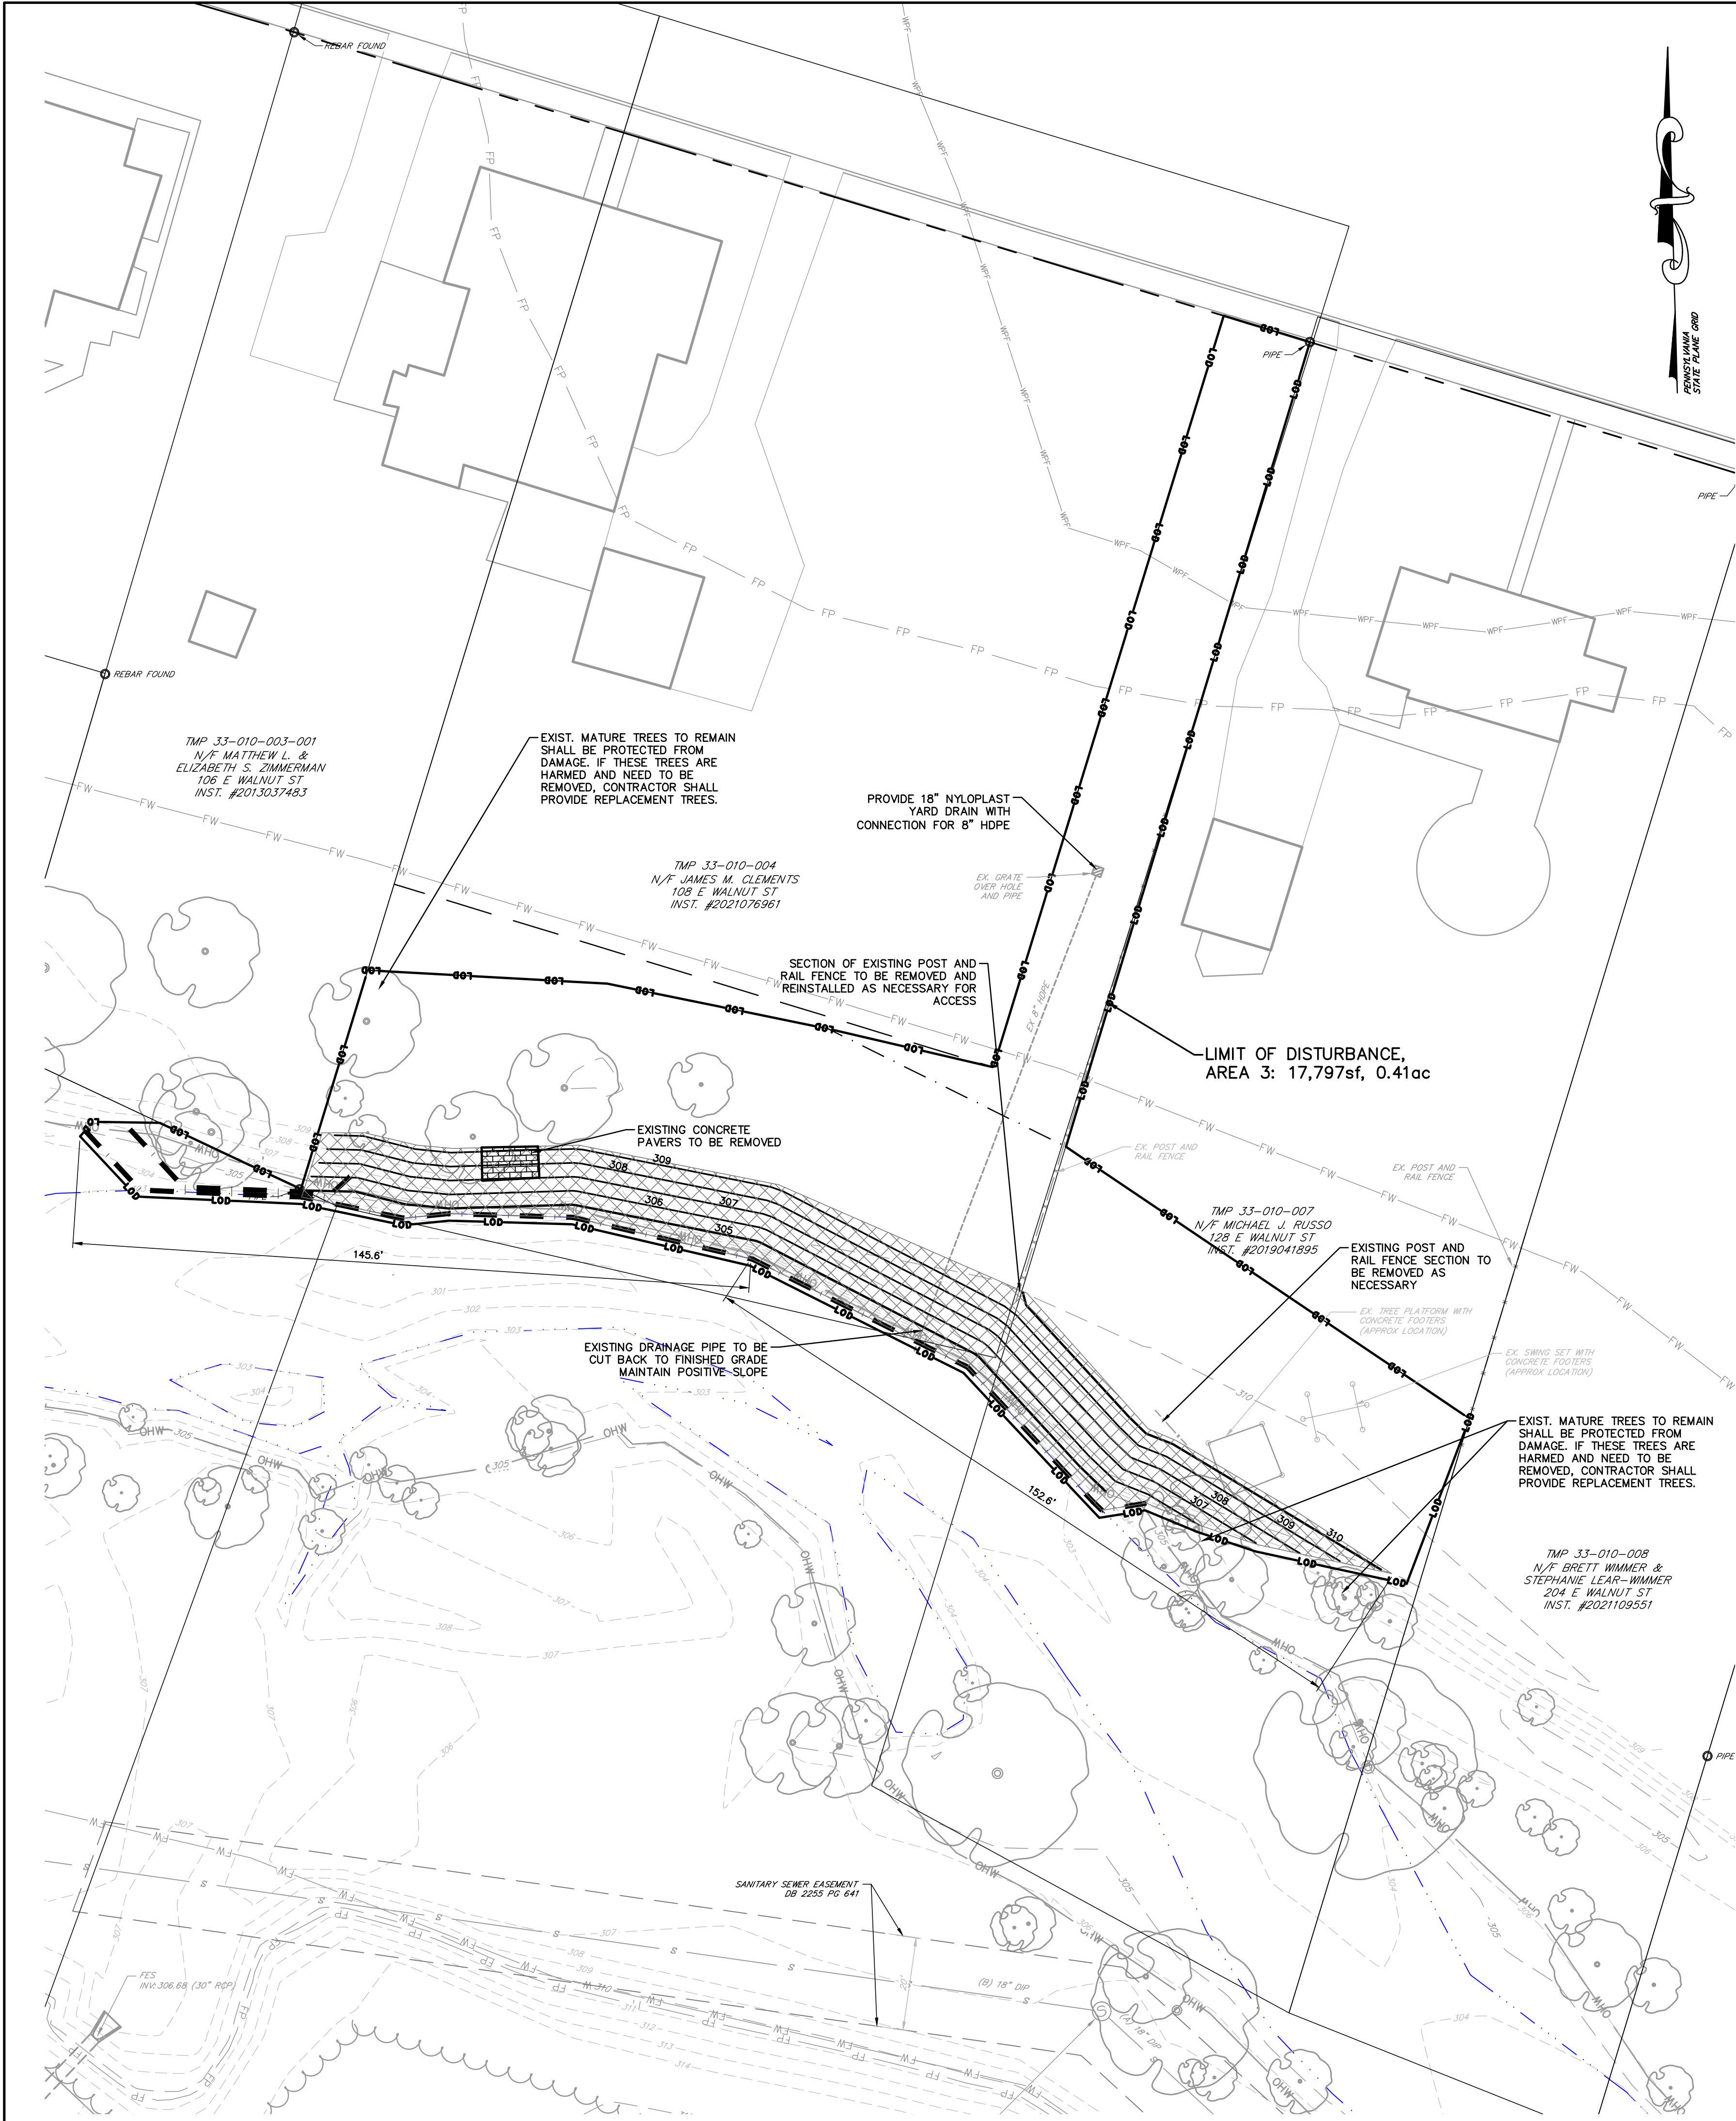 REBAR FOUND
PENNSYLVANIA
STATE PLANE GRID
PIPE
PIPE
REBAR FOUND
TMP 33-010-003-001
N/F MATTHEW L. &
ELIZABETH S. ZIMMERMAN
106 E WALNUT ST
INST. #2013037483
EXIST. MATURE TREES TO REMAIN
SHALL BE PROTECTED FROM
DAMAGE. IF THESE TREES ARE
HARMED AND NEED TO BE
REMOVED, CONTRACTOR SHALL
PROVIDE REPLACEMENT TREES.
PROVIDE 18" NYLOPLAST
YARD DRAIN WITH
CONNECTION FOR 8" HDPE
TMP 33-010-004
N/F JAMES M. CLEMENTS
108 E WALNUT ST
INST. #2021076961
EX. GRATE
OVER HOLE
AND PIPE
SECTION OF EXISTING POST AND
RAIL FENCE TO BE REMOVED AND
REINSTALLED AS NECESSARY FOR
ACCESS
EX 8" HDPE
LIMIT OF DISTURBANCE,
AREA 3: 17,797sf, 0.41ac
EXISTING CONCRETE
PAVERS TO BE REMOVED
EX. POST AND
RAIL FENCE
EX. POST AND
RAIL FENCE
TMP 33-010-007
N/F MICHAEL J. RUSSO
128 E WALNUT ST
INST. #2019041895
EXISTING POST AND
RAIL FENCE SECTION TO
BE REMOVED AS
NECESSARY
145.6'
EX. TREE PLATFORM WITH
CONCRETE FOOTERS
(APPROX LOCATION)
EX. SWING SET WITH
CONCRETE FOOTERS
(APPROX LOCATION)
EXISTING DRAINAGE PIPE TO BE
CUT BACK TO FINISHED GRADE
MAINTAIN POSITIVE SLOPE
EXIST. MATURE TREES TO REMAIN
SHALL BE PROTECTED FROM
DAMAGE. IF THESE TREES ARE
HARMED AND NEED TO BE
REMOVED, CONTRACTOR SHALL
PROVIDE REPLACEMENT TREES.
152.6'
TMP 33-010-008
N/F BRETT WIMMER &
STEPHANIE LEAR-WIMMER
204 E WALNUT ST
INST. #2021109551
PIPE
SANITARY SEWER EASEMENT
DB 2255 PG 641
FES
INV: 306.68 (30" RCP)
20'
(B) 18" DIP
(A) 18" DIP